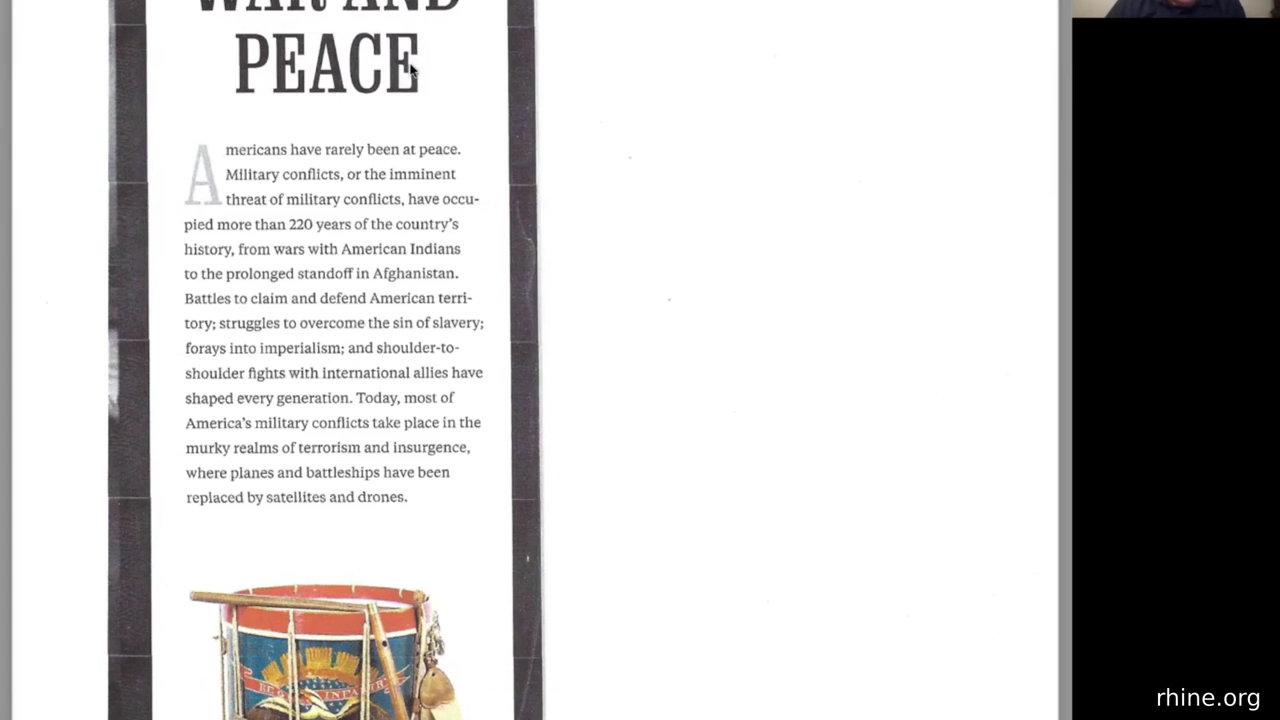 WAR AND
PEACE
Americans have rarely been at peace.
Military conflicts, or the imminent
threat of military conflicts, have occu-
pied more than 220 years of the country's
history, from wars with American Indians
to the prolonged standoff in Afghanistan.
Battles to claim and defend American terri-
tory; struggles to overcome the sin of slavery;
forays into imperialism; and shoulder-to-
shoulder fights with international allies have
shaped every generation. Today, most of
America's military conflicts take place in the
murky realms of terrorism and insurgence,
where planes and battleships have been
replaced by satellites and drones.
rhine.org